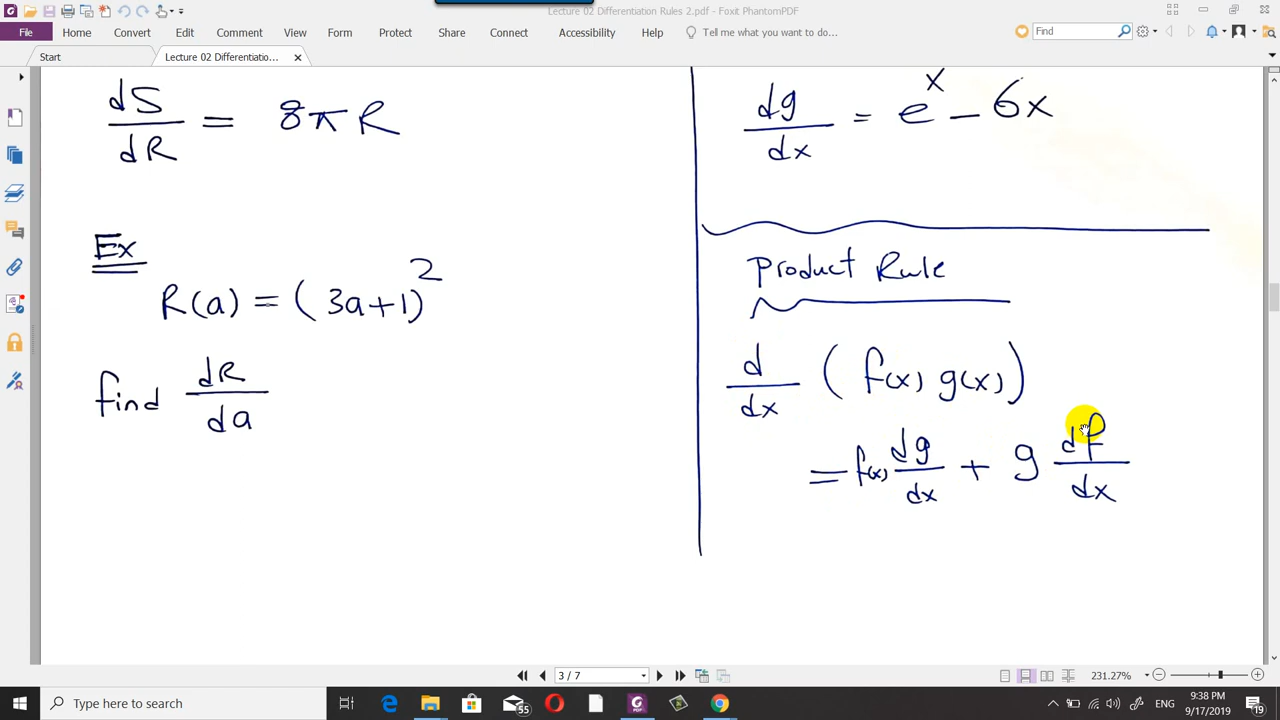 Lecture 02 Differentiation Rules 2.pdf - Foxit PhantomPDF
File Home Convert Edit Comment View Form Protect Share Connect Accessibility Help Tell me what you want to do... Find
Start Lecture 02 Differentiatio...
dS/dR = 8πR
Ex
R(a) = (3a+1)²
find dR/da
dg/dx = e^x - 6x
Product Rule
d/dx (f(x) g(x))
= f(x) dg/dx + g df/dx
3 / 7 231.27%
Type here to search 55 ENG 9:38 PM 9/17/2019 19